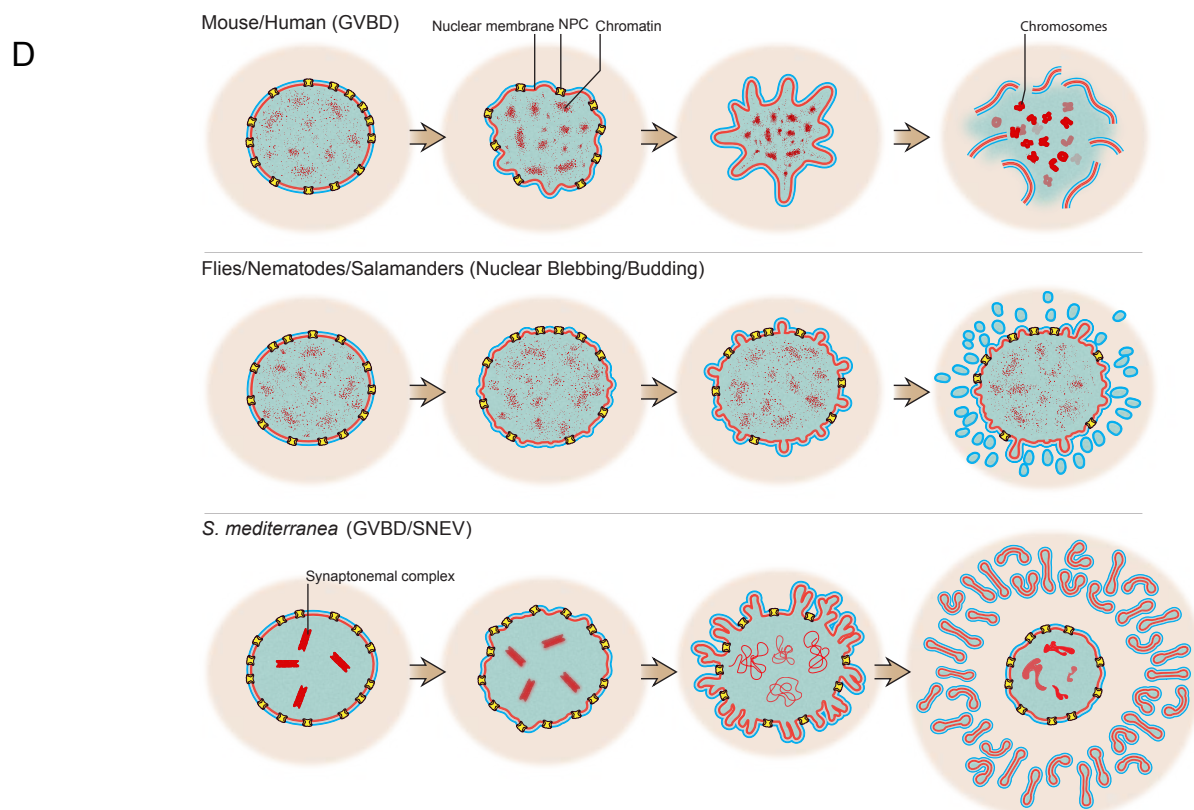 D
Mouse/Human (GVBD)
Nuclear membrane NPC Chromatin
Chromosomes
Flies/Nematodes/Salamanders (Nuclear Blebbing/Budding)
S. mediterranea (GVBD/SNEV)
Synaptonemal complex